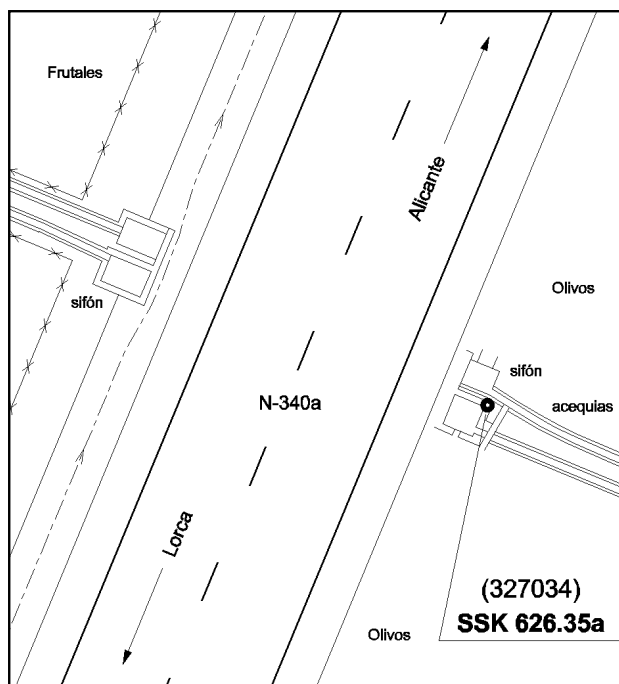 Frutales
Alicante
Olivos
sifón
sifón
N-340a
acequias
Lorca
(327034)
SSK 626.35a
Olivos